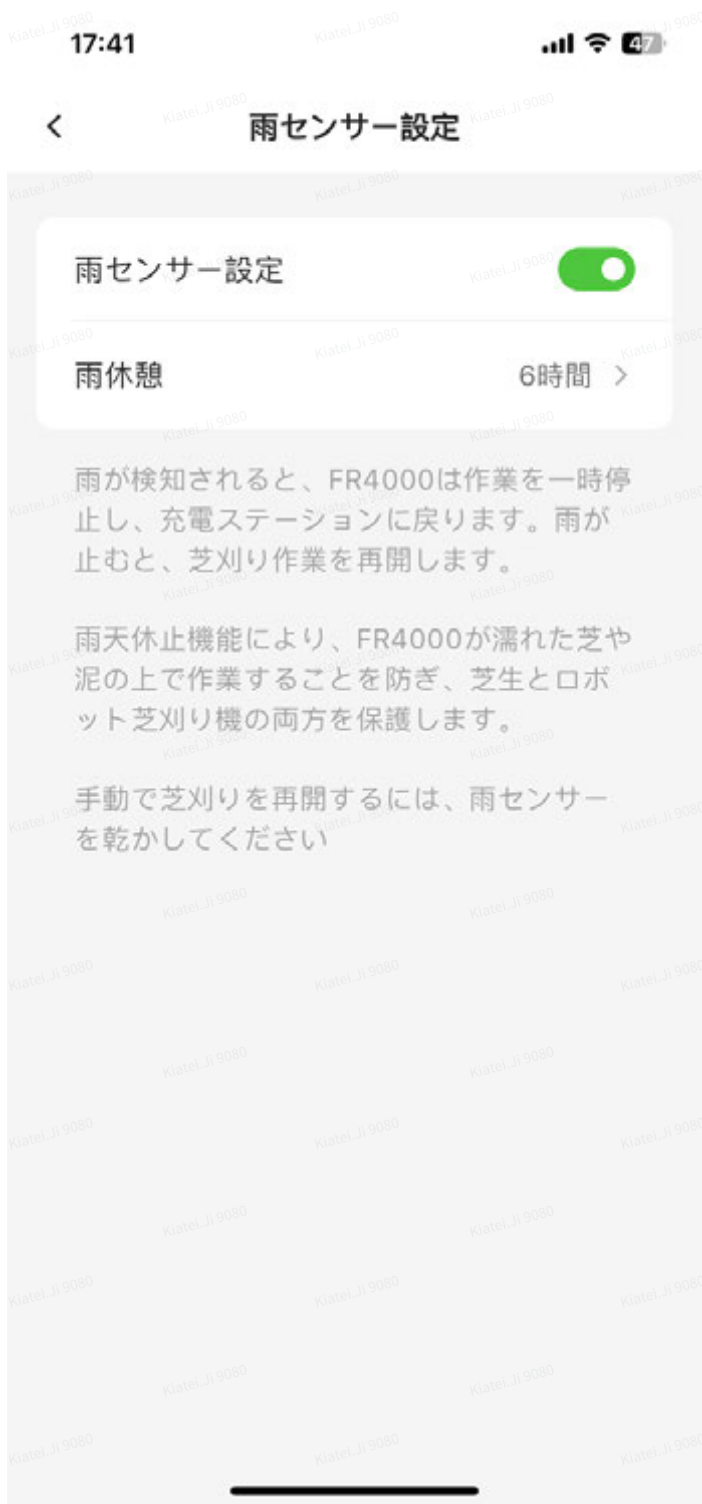 17:41
47
雨センサー設定
雨センサー設定
雨休憩
6時間
雨が検知されると、FR4000は作業を一時停
止し、充電ステーションに戻ります。雨が
止むと、芝刈り作業を再開します。
雨天休止機能により、FR4000が濡れた芝や
泥の上で作業することを防ぎ、芝生とロボ
ット芝刈り機の両方を保護します。
手動で芝刈りを再開するには、雨センサー
を乾かしてください
Kiatei_Ji 9080